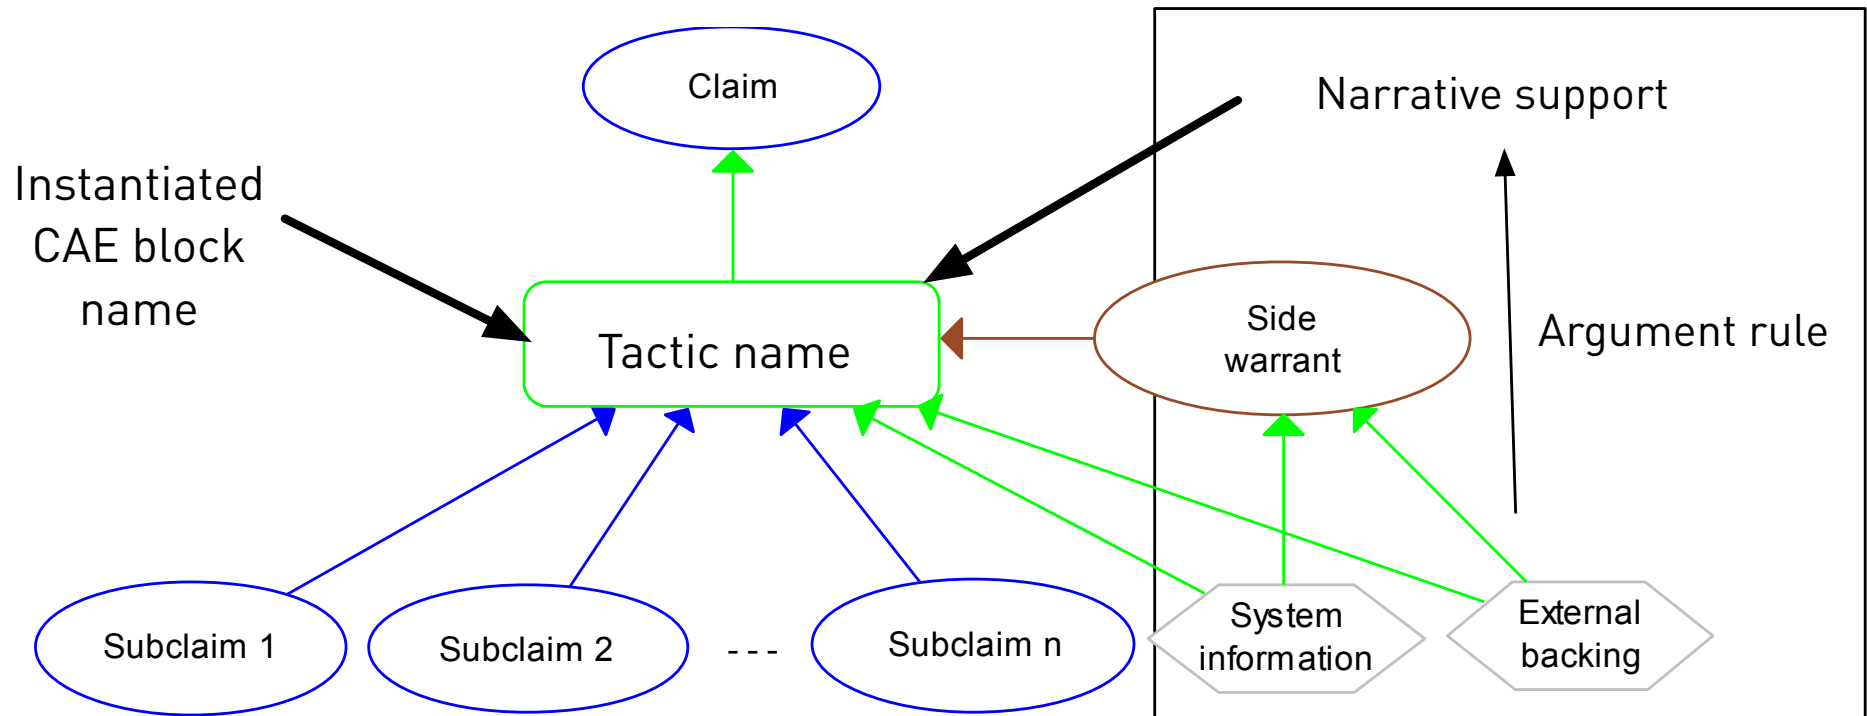 Claim
Narrative support
Instantiated
CAE block
name
Tactic name
Side
warrant
Argument rule
Subclaim 1
Subclaim 2
- - -
Subclaim n
System
information
External
backing